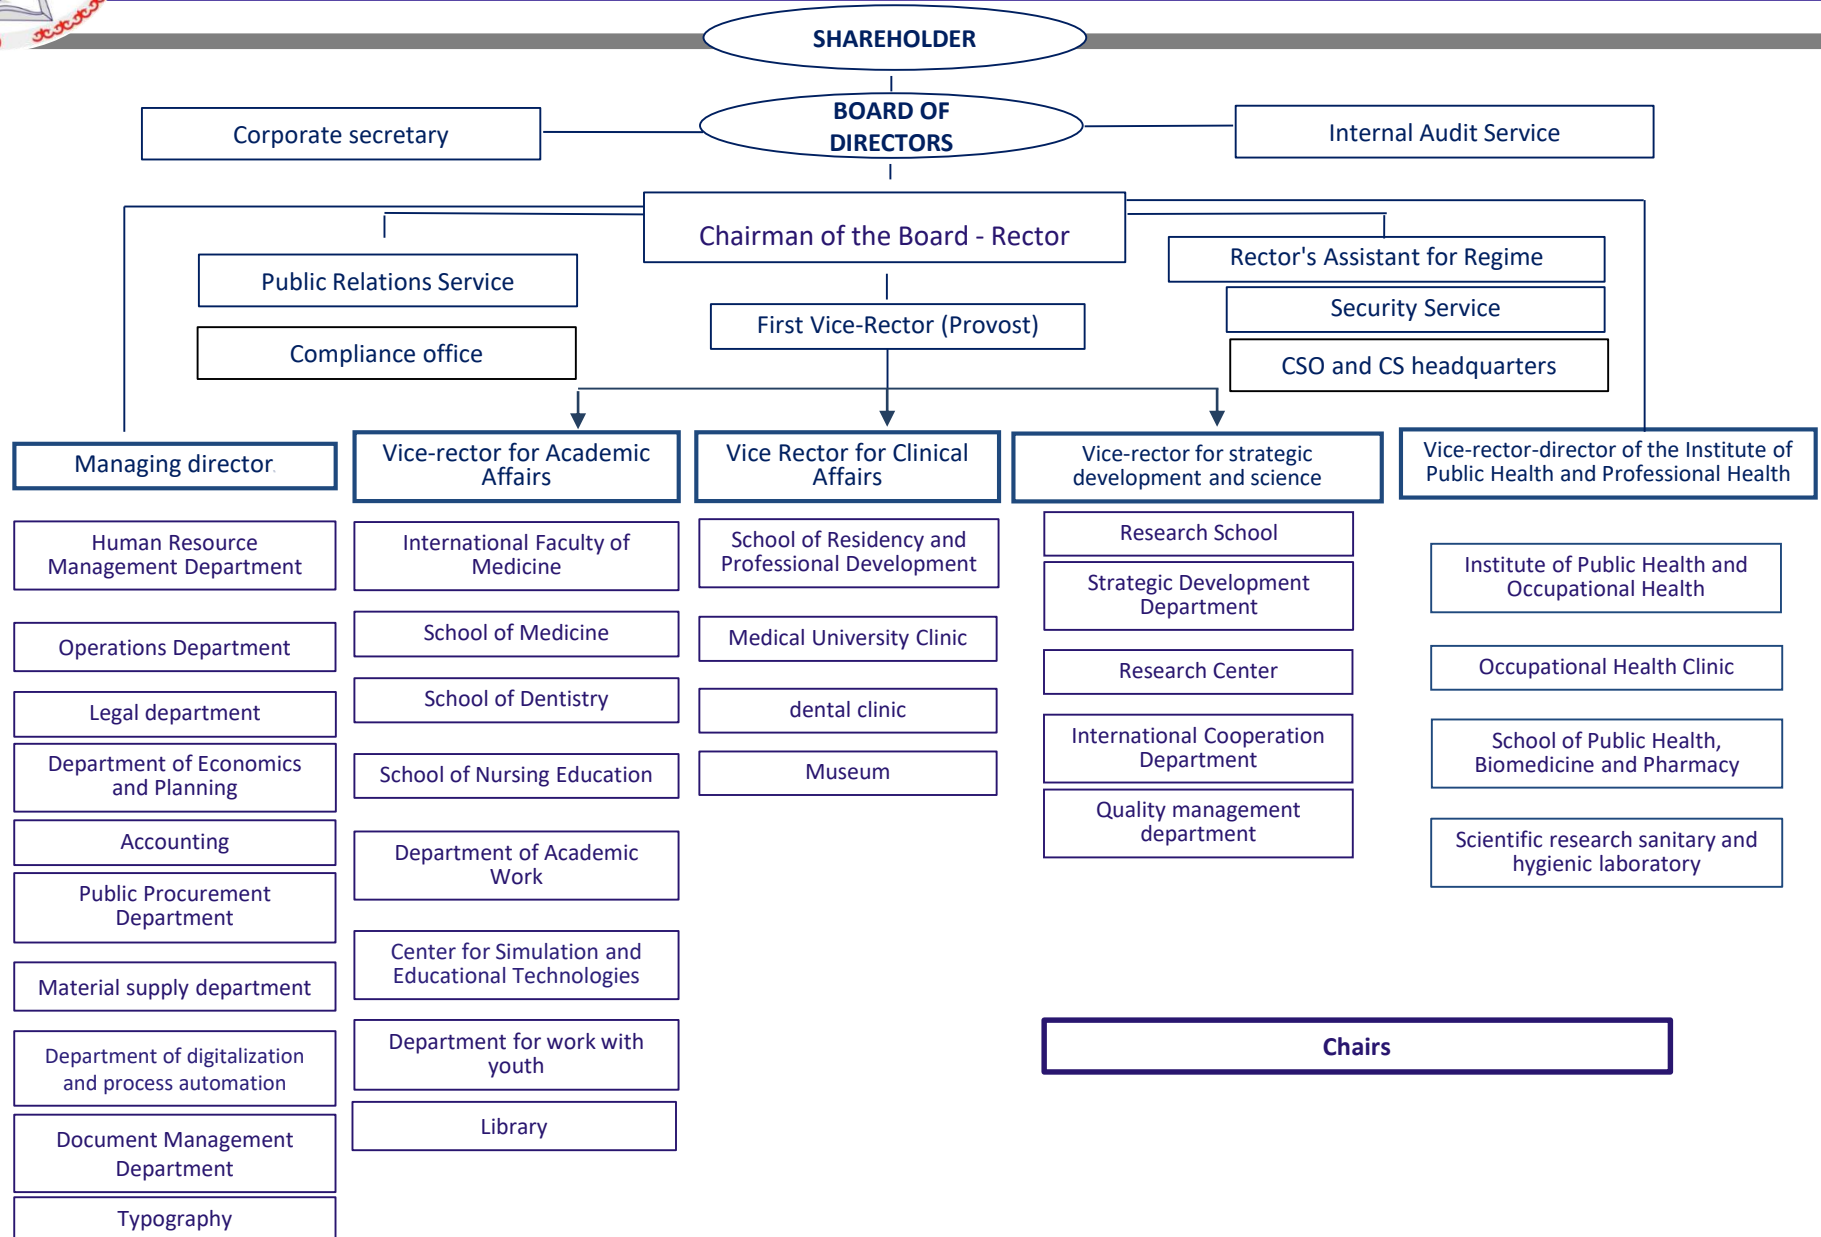 SHAREHOLDER
BOARD OF
DIRECTORS
Corporate secretary
Internal Audit Service
Chairman of the Board - Rector
Public Relations Service
Compliance office
First Vice-Rector (Provost)
Rector's Assistant for Regime
Security Service
CSO and CS headquarters
Managing director
Human Resource
Management Department
Operations Department
Legal department
Department of Economics
and Planning
Accounting
Public Procurement
Department
Material supply department
Department of digitalization
and process automation
Document Management
Department
Typography
Vice-rector for Academic
Affairs
International Faculty of
Medicine
School of Medicine
School of Dentistry
School of Nursing Education
Department of Academic
Work
Center for Simulation and
Educational Technologies
Department for work with
youth
Library
Vice Rector for Clinical
Affairs
School of Residency and
Professional Development
Medical University Clinic
dental clinic
Museum
Vice-rector for strategic
development and science
Research School
Strategic Development
Department
Research Center
International Cooperation
Department
Quality management
department
Vice-rector-director of the Institute of
Public Health and Professional Health
Institute of Public Health and
Occupational Health
Occupational Health Clinic
School of Public Health,
Biomedicine and Pharmacy
Scientific research sanitary and
hygienic laboratory
Chairs